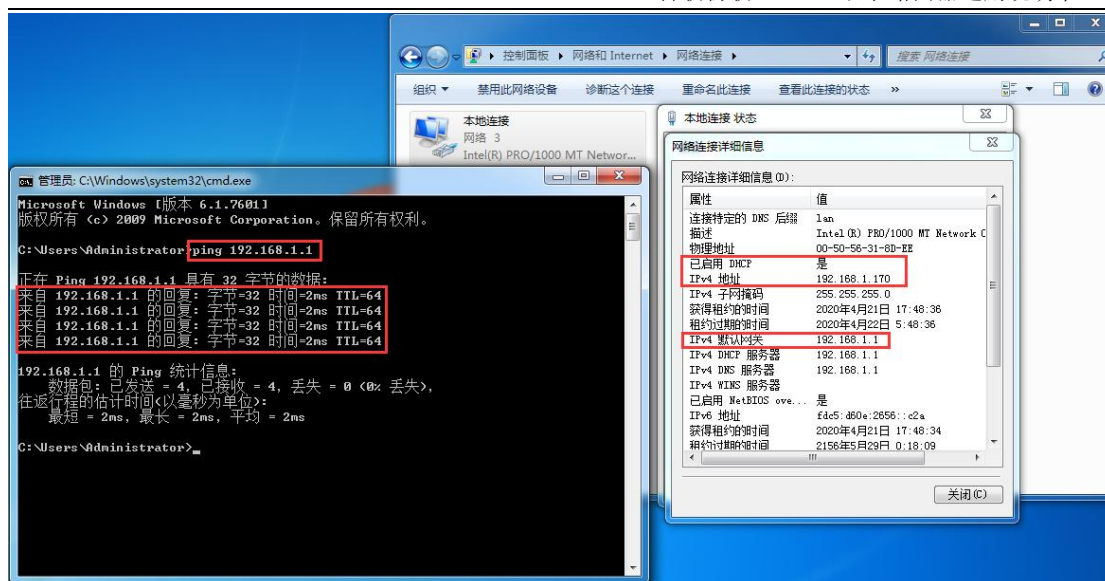 控制面板 ▸ 网络和 Internet ▸ 网络连接 ▸
搜索 网络连接
组织 ▼ 禁用此网络设备 诊断这个连接 重命名此连接 查看此连接的状态 »
本地连接
网络 3
Intel(R) PRO/1000 MT Networ...
本地连接 状态
网络连接详细信息
网络连接详细信息(D):
属性 值
连接特定的 DNS 后缀 lan
描述 Intel(R) PRO/1000 MT Network C
物理地址 00-50-56-31-8D-EE
已启用 DHCP 是
IPv4 地址 192.168.1.170
IPv4 子网掩码 255.255.255.0
获得租约的时间 2020年4月21日 17:48:36
租约过期的时间 2020年4月22日 5:48:36
IPv4 默认网关 192.168.1.1
IPv4 DHCP 服务器 192.168.1.1
IPv4 DNS 服务器 192.168.1.1
IPv4 WINS 服务器
已启用 NetBIOS ove... 是
IPv6 地址 fdc5:d60e:2656::c2a
获得租约的时间 2020年4月21日 17:48:34
租约过期的时间 2156年5月29日 0:18:09
关闭(C)
管理员: C:\Windows\system32\cmd.exe
Microsoft Windows [版本 6.1.7601]
版权所有 (c) 2009 Microsoft Corporation。保留所有权利。
C:\Users\Administrator>ping 192.168.1.1
正在 Ping 192.168.1.1 具有 32 字节的数据:
来自 192.168.1.1 的回复: 字节=32 时间=2ms TTL=64
来自 192.168.1.1 的回复: 字节=32 时间=2ms TTL=64
来自 192.168.1.1 的回复: 字节=32 时间=2ms TTL=64
来自 192.168.1.1 的回复: 字节=32 时间=2ms TTL=64
192.168.1.1 的 Ping 统计信息:
数据包: 已发送 = 4, 已接收 = 4, 丢失 = 0 (0% 丢失),
往返行程的估计时间(以毫秒为单位):
最短 = 2ms, 最长 = 2ms, 平均 = 2ms
C:\Users\Administrator>